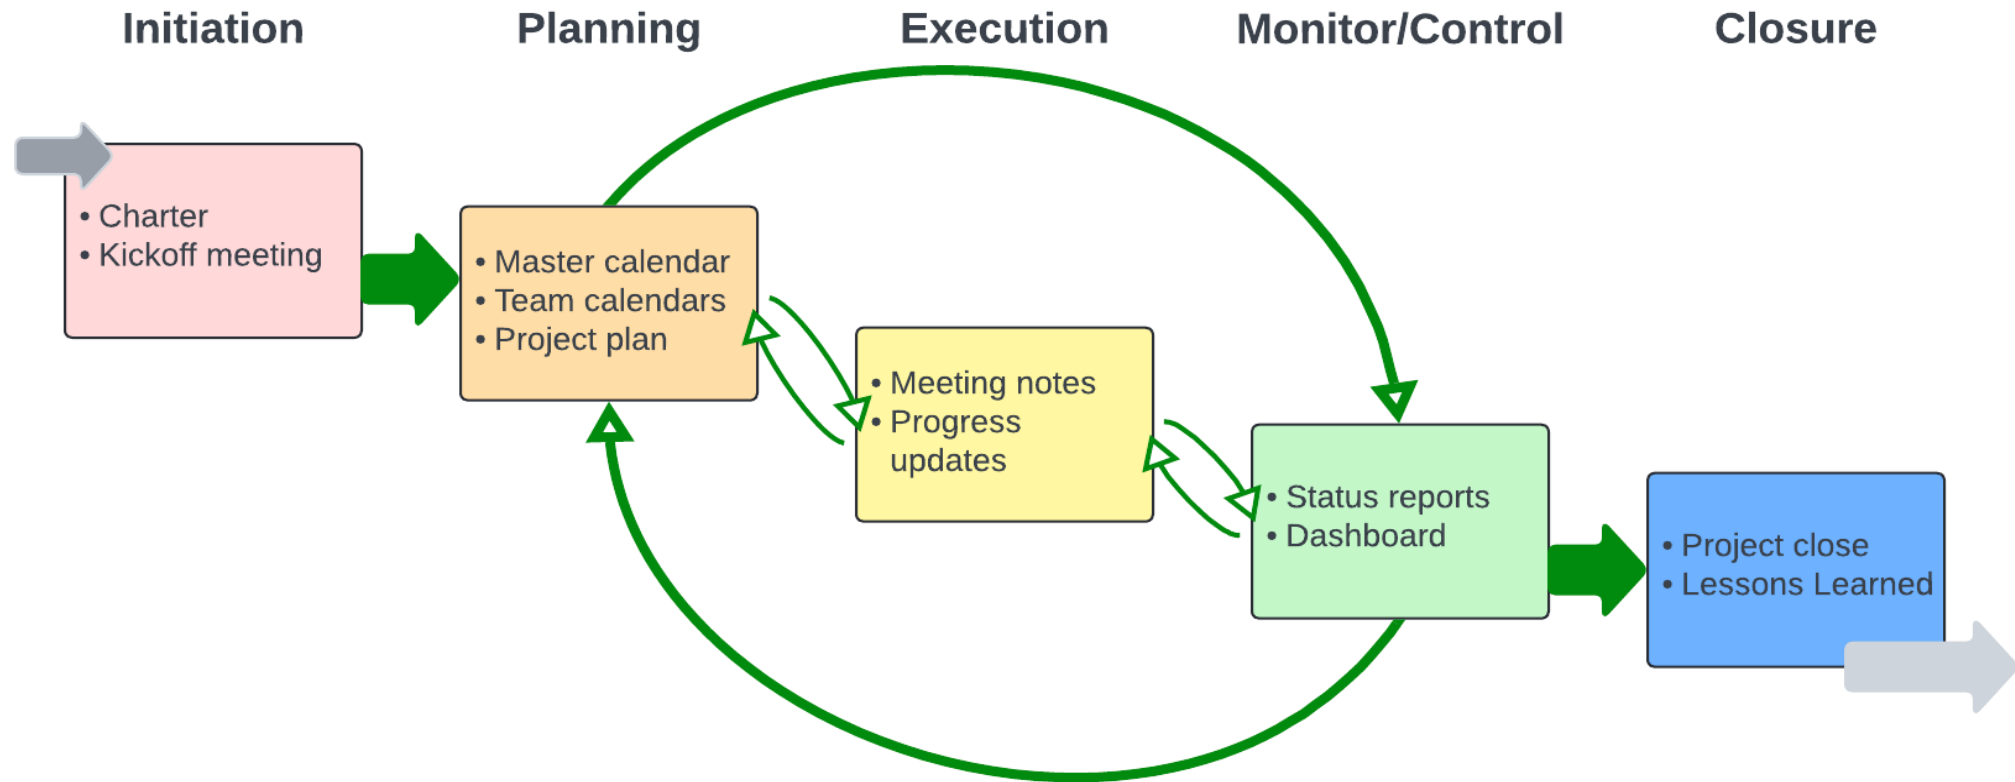 Initiation
Planning
Execution
Monitor/Control
Closure
• Charter
• Kickoff meeting
• Master calendar
• Team calendars
• Project plan
• Meeting notes
• Progress
updates
• Status reports
• Dashboard
• Project close
• Lessons Learned